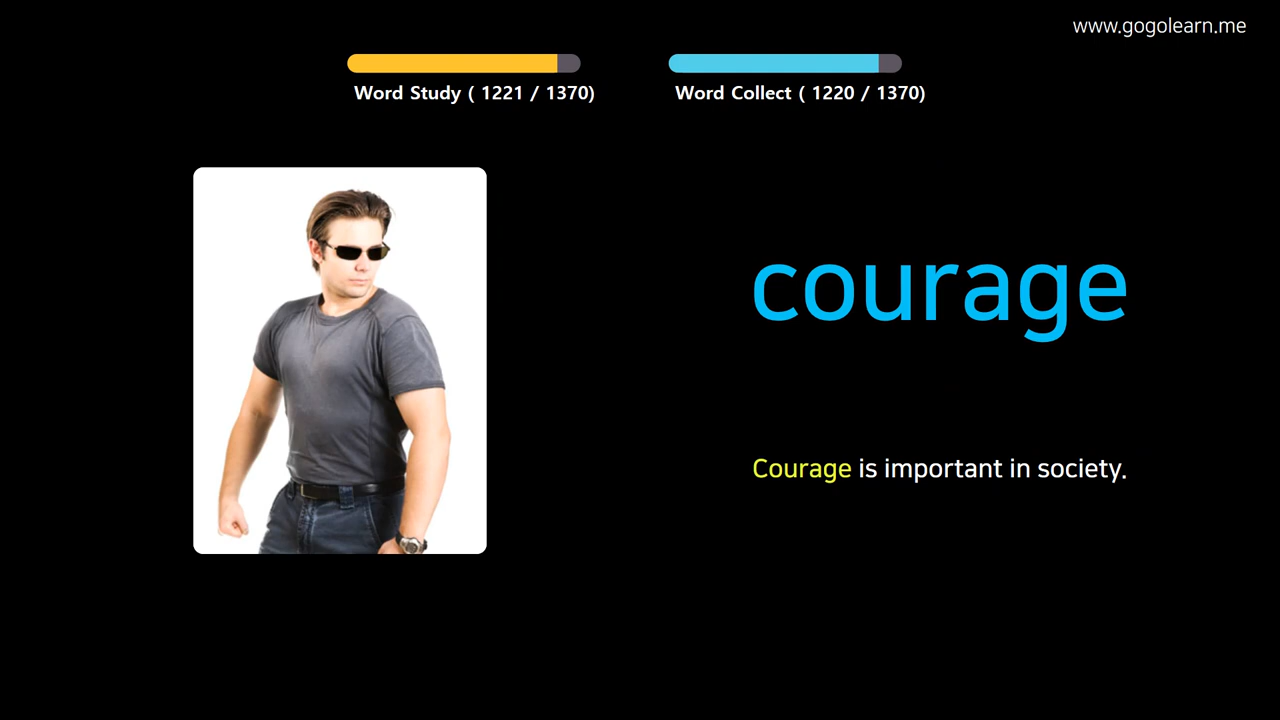 www.gogolearn.me
Word Study ( 1221 / 1370)
Word Collect ( 1220 / 1370)
courage
Courage is important in society.